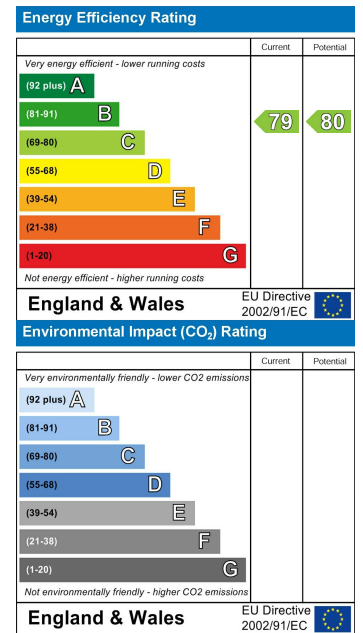 Energy Efficiency Rating
Current Potential
Very energy efficient - lower running costs
(92 plus) A
(81-91) B
79 80
(69-80) C
(55-68) D
(39-54) E
(21-38) F
(1-20) G
Not energy efficient - higher running costs
England & Wales
EU Directive
2002/91/EC
Environmental Impact (CO₂) Rating
Current Potential
Very environmentally friendly - lower CO2 emissions
(92 plus) A
(81-91) B
(69-80) C
(55-68) D
(39-54) E
(21-38) F
(1-20) G
Not environmentally friendly - higher CO2 emissions
England & Wales
EU Directive
2002/91/EC